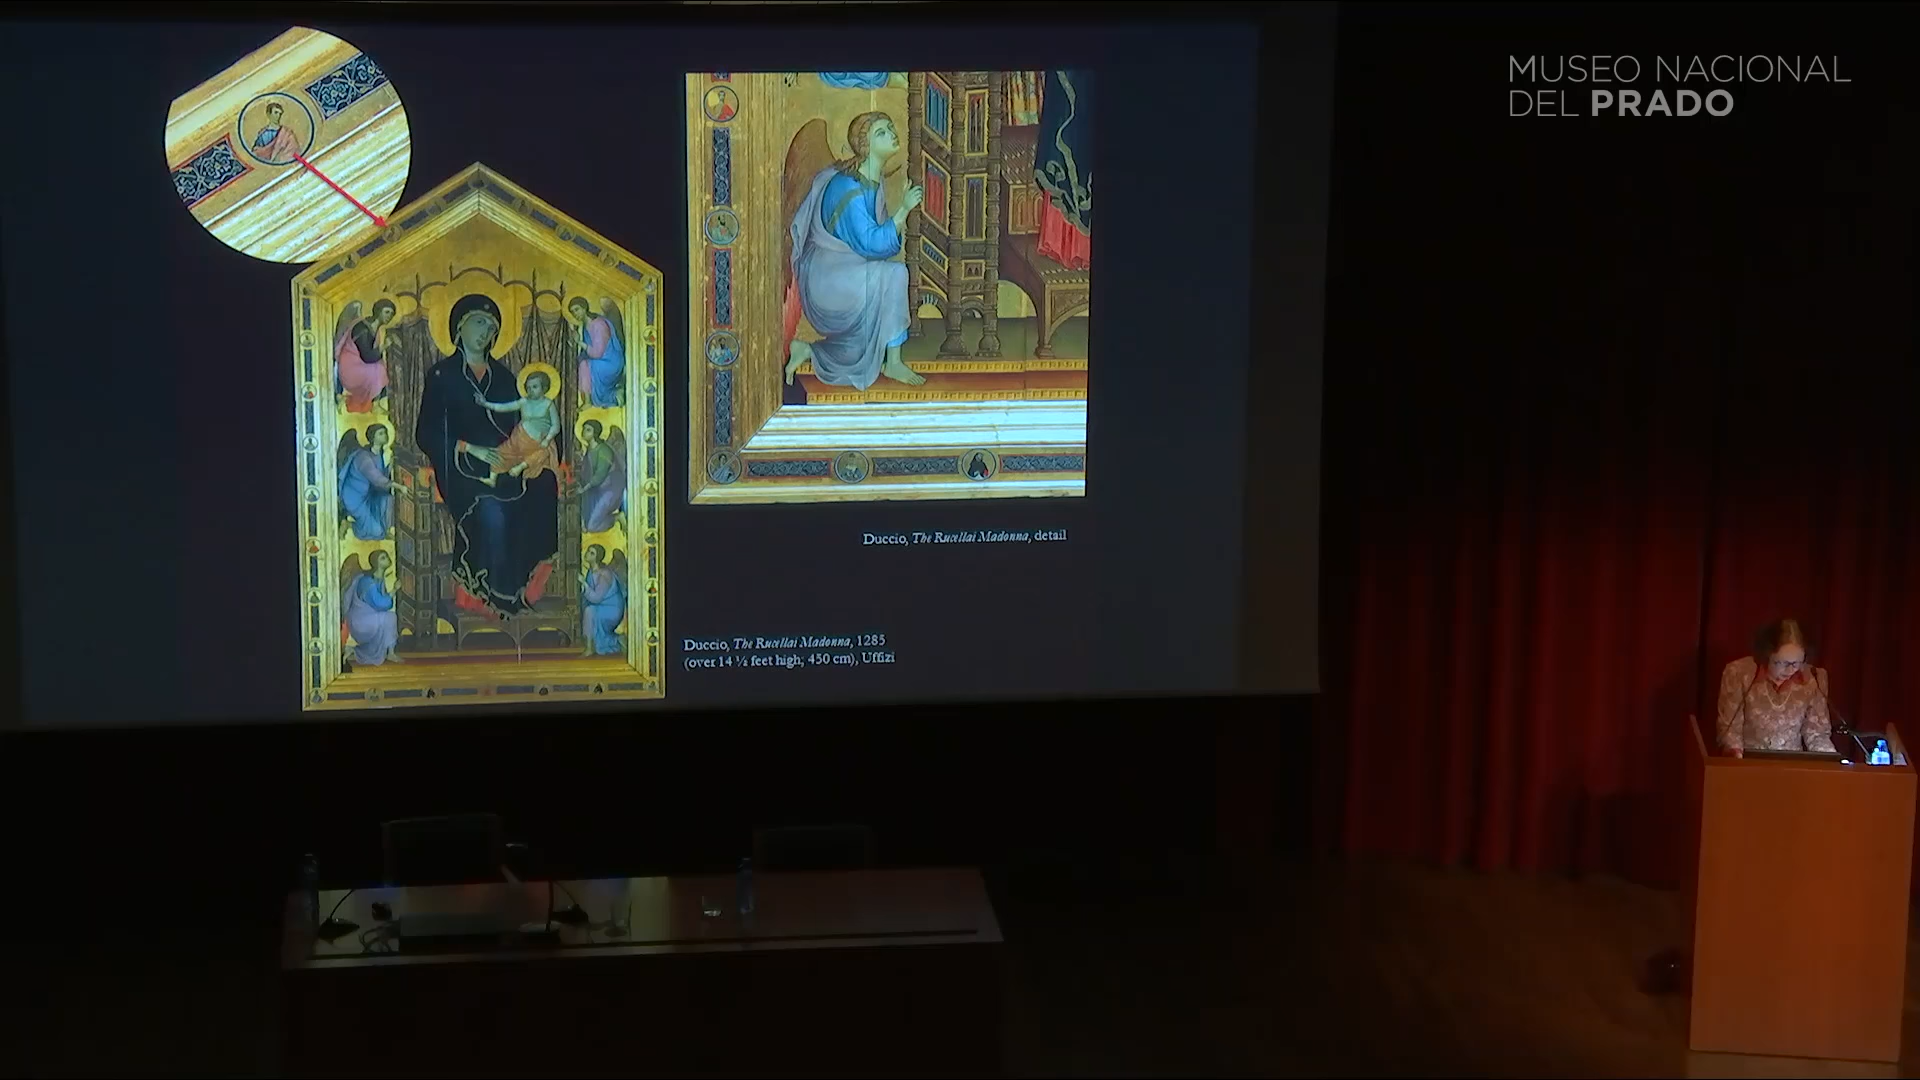 MUSEO NACIONAL
DEL PRADO
Duccio, The Rucellai Madonna, detail
Duccio, The Rucellai Madonna, 1285
(over 14 ½ feet high; 450 cm), Uffizi